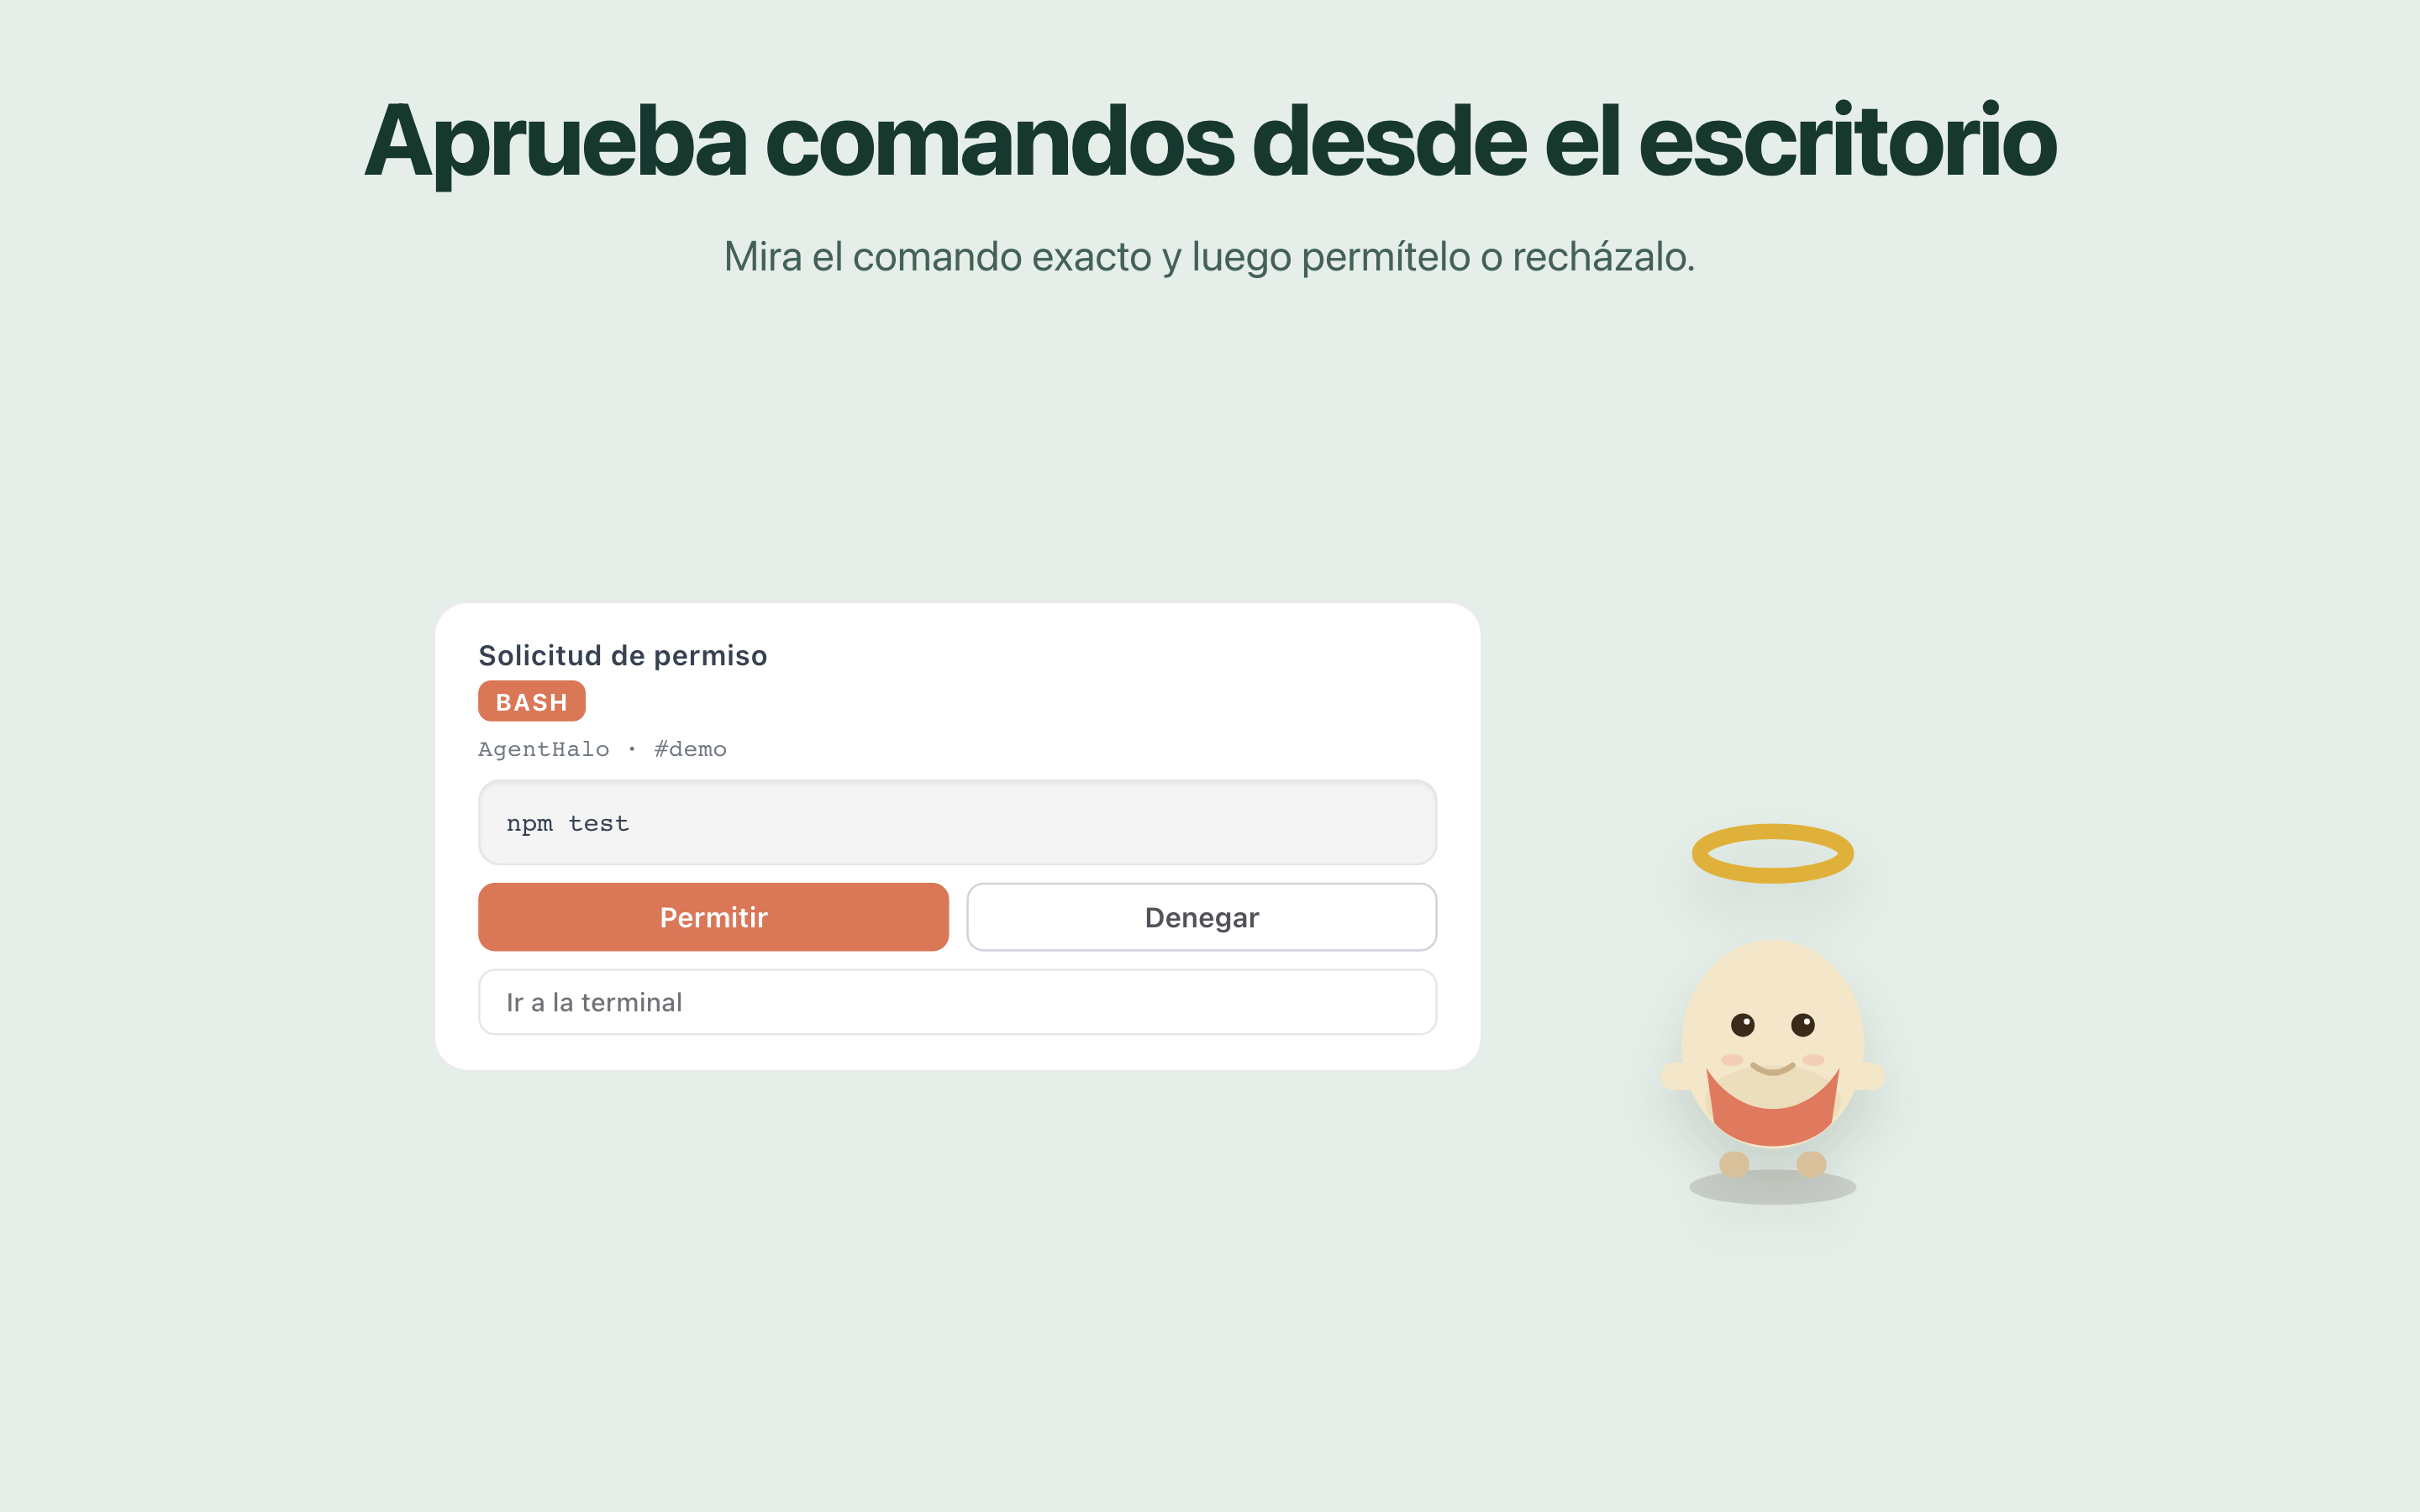 Aprueba comandos desde el escritorio
Mira el comando exacto y luego permítelo o recházalo.
Solicitud de permiso
BASH
AgentHalo · #demo
npm test
Permitir
Denegar
Ir a la terminal